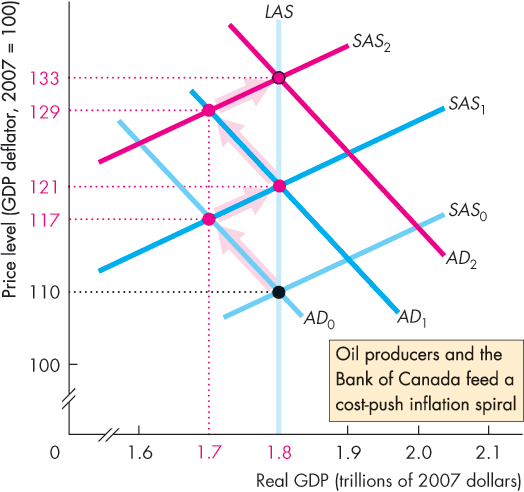 Price level (GDP deflator, 2007 = 100)
LAS
SAS2
133
129
SAS1
121
117
SAS0
AD2
110
AD0
AD1
Oil producers and the
Bank of Canada feed a
cost-push inflation spiral
100
0
1.6
1.7
1.8
1.9
2.0
2.1
Real GDP (trillions of 2007 dollars)